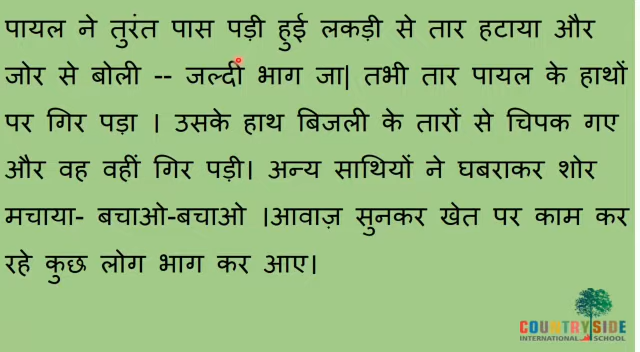 पायल ने तुरंत पास पड़ी हुई लकड़ी से तार हटाया और
जोर से बोली -- जल्दी भाग जा| तभी तार पायल के हाथों
पर गिर पड़ा । उसके हाथ बिजली के तारों से चिपक गए
और वह वहीं गिर पड़ी। अन्य साथियों ने घबराकर शोर
मचाया- बचाओ-बचाओ ।आवाज़ सुनकर खेत पर काम कर
रहे कुछ लोग भाग कर आए।
COUNTRYSIDE
INTERNATIONAL SCHOOL